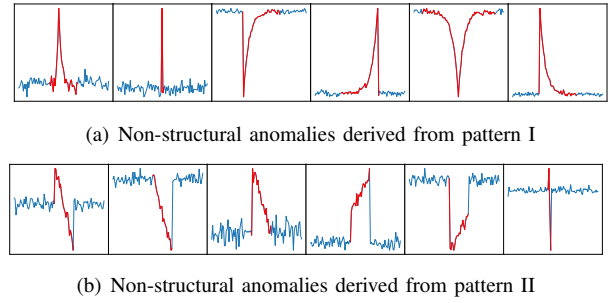 (a) Non-structural anomalies derived from pattern I
(b) Non-structural anomalies derived from pattern II